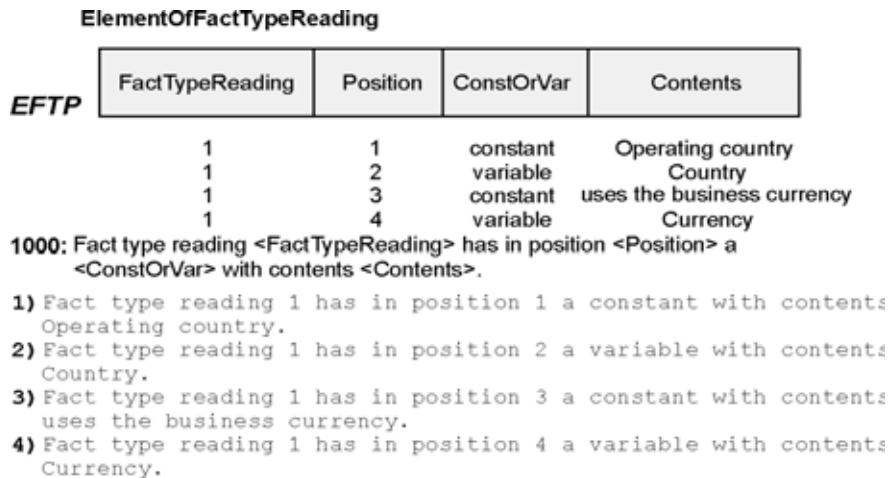 ElementOfFactTypeReading
EFTP
FactTypeReading Position ConstOrVar Contents
1 1 constant Operating country
1 2 variable Country
1 3 constant uses the business currency
1 4 variable Currency
1000: Fact type reading <FactTypeReading> has in position <Position> a
<ConstOrVar> with contents <Contents>.
1) Fact type reading 1 has in position 1 a constant with contents
Operating country.
2) Fact type reading 1 has in position 2 a variable with contents
Country.
3) Fact type reading 1 has in position 3 a constant with contents
uses the business currency.
4) Fact type reading 1 has in position 4 a variable with contents
Currency.